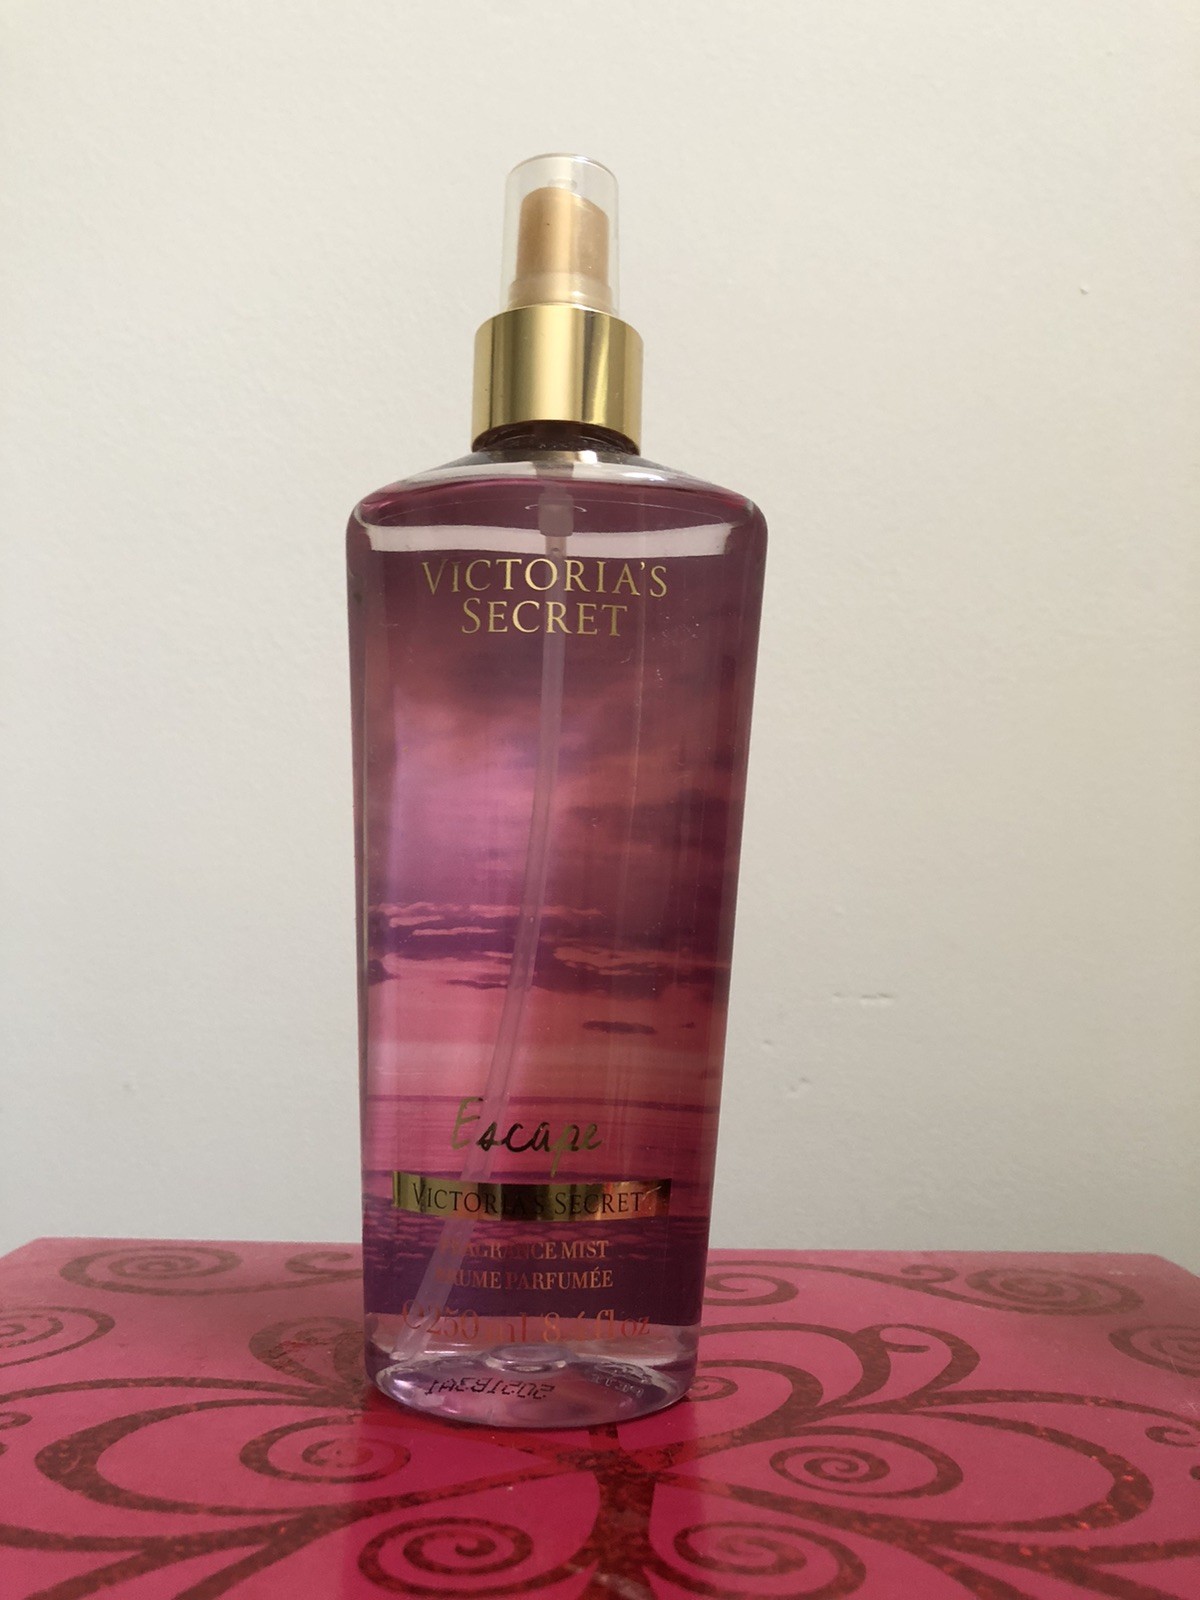 VICTORIA'S
SECRET
Escape
VICTORIA'S SECRET
FRAGRANCE MIST
BRUME PARFUMÉE
℮250 ml/8.4 fl oz